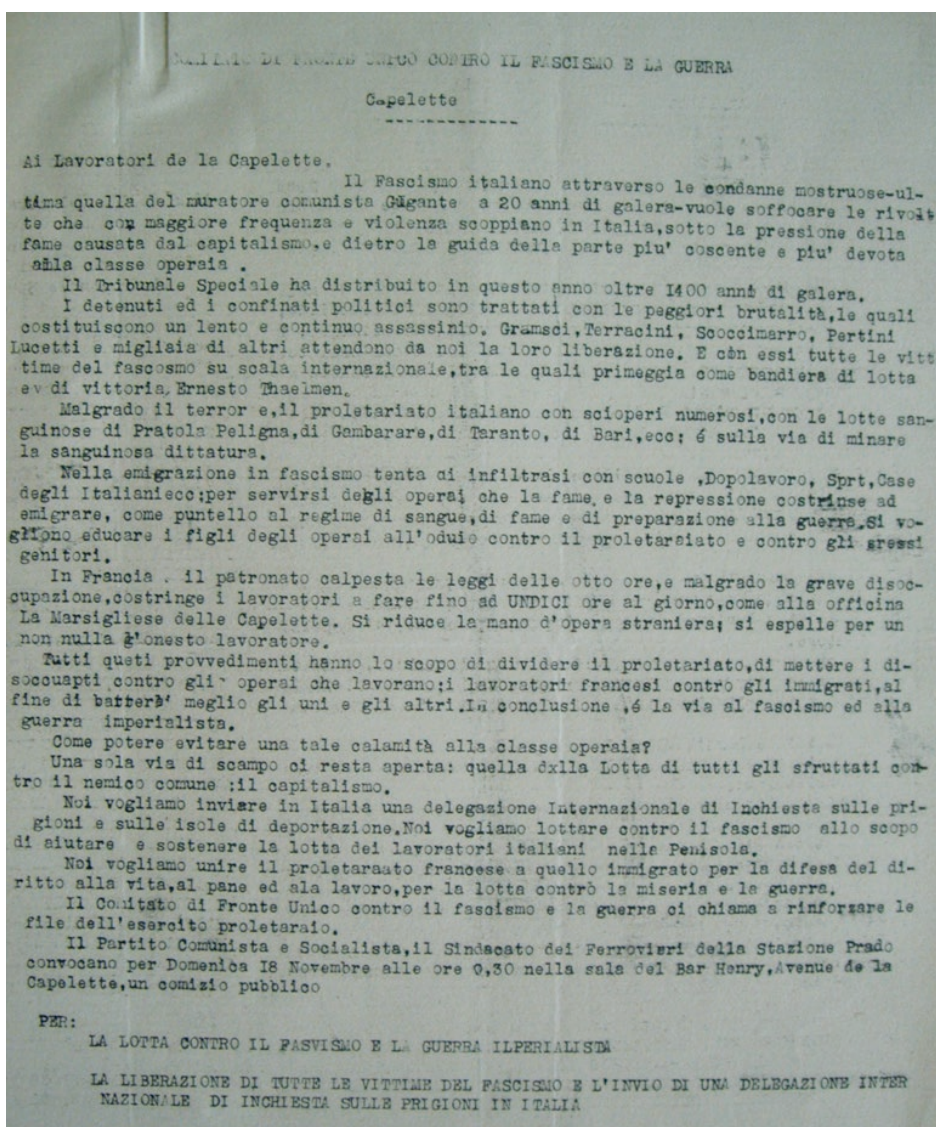 COMITATO DI FRONTE UNICO CONTRO IL FASCISMO E LA GUERRA
Capelette
-------------
Ai Lavoratori de la Capelette.
Il Fascismo italiano attraverso le condanne mostruose-ul-
tima quella del muratore comunista Gigante a 20 anni di galera-vuole soffocare le rivolt
te che con maggiore frequenza e violenza scoppiano in Italia,sotto la pressione della
fame causata dal capitalismo.e dietro la guida della parte piu' coscente e piu' devota
alla classe operaia .
Il Tribunale Speciale ha distribuito in questo anno oltre I400 anni di galera.
I detenuti ed i confinati politici sono trattati con le peggiori brutalità,le quali
costituiscono un lento e continuo assassinio. Gramsci,Terracini, Scoccimarro, Pertini
Lucetti e migliaia di altri attendono da noi la loro liberazione. E con essi tutte le vitt
time del fascosmo su scala internazionale,tra le quali primeggia come bandiera di lotta
ev di vittoria,Ernesto Thaelmen.
Malgrado il terror e,il proletariato italiano con scioperi numerosi,con le lotte san-
guinose di Pratola Peligna,di Gambarare,di Taranto, di Bari,ecc; é sulla via di minare
la sanguinosa dittatura.
Nella emigrazione in fascismo tenta di infiltrasi con scuole ,Dopolavoro, Sprt,Case
degli Italianiecc;per servirsi degli operai che la fame e la repressione costrinse ad
emigrare, come puntello al regime di sangue,di fame e di preparazione alla guerra.Si vo-
gliono educare i figli degli operai all'oduio contro il proletaraiato e contro gli stessi
genitori.
In Francia . il patronato calpesta le leggi delle otto ore,e malgrado la grave disoc-
cupazione,costringe i lavoratori a fare fino ad UNDICI ore al giorno,come alla officina
La Marsigliese delle Capelette. Si riduce la mano d'opera straniera; si espelle per un
non nulla l'onesto lavoratore.
Tutti questi provvedimenti hanno lo scopo di dividere il proletariato,di mettere i di-
soccuapti contro gli operai che lavorano;i lavoratori francesi contro gli immigrati,al
fine di batterà' meglio gli uni e gli altri.In conclusione ,é la via al fascismo ed alla
guerra imperialista.
Come potere evitare una tale calamità alla classe operaia?
Una sola via di scampo ci resta aperta: quella dxlla Lotta di tutti gli sfruttati con-
tro il nemico comune ;il capitalismo.
Noi vogliamo inviare in Italia una delegazione Internazionale di Inchiesta sulle pri-
gioni e sulle isole di deportazione.Noi vogliamo lottare contro il fascismo allo scopo
di aiutare e sostenere la lotta dei lavoratori italiani nella Penisola.
Noi vogliamo unire il proletaraato francese a quello immigrato per la difesa del di-
ritto alla vita,al pane ed ala lavoro,per la lotta contrò la miseria e la guerra.
Il Comitato di Fronte Unico contro il fascismo e la guerra ci chiama a rinforzare le
file dell'esercito proletaraio.
Il Partito Comunista e Socialista,il Sindacato dei Ferrovieri della Stazione Prado
convocano per Domenica I8 Novembre alle ore 0,30 nella sala del Bar Henry,Avenue de la
Capelette,un comizio pubblico
PER:
LA LOTTA CONTRO IL FASVISMO E LA GUERRA ILPERIALISTA
LA LIBERAZIONE DI TUTTE LE VITTIME DEL FASCISMO E L'INVIO DI UNA DELEGAZIONE INTER
NAZIONALE DI INCHIESTA SULLE PRIGIONI IN ITALIA